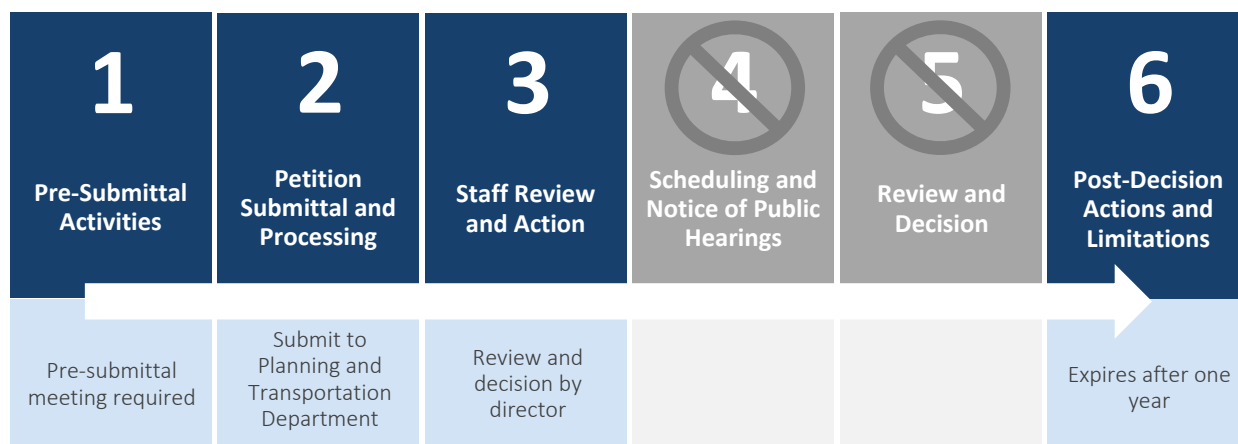 1
Pre-Submittal
Activities
Pre-submittal
meeting required
2
Petition
Submittal and
Processing
Submit to
Planning and
Transportation
Department
3
Staff Review
and Action
Review and
decision by
director
4
Scheduling and
Notice of Public
Hearings
5
Review and
Decision
6
Post-Decision
Actions and
Limitations
Expires after one
year